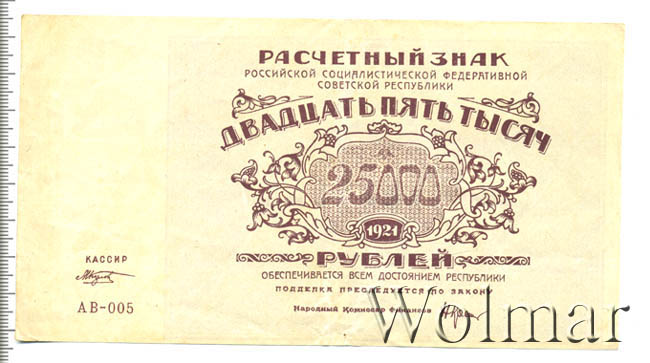 РАСЧЕТНЫЙ ЗНАК
РОССИЙСКОЙ СОЦИАЛИСТИЧЕСКОЙ ФЕДЕРАТИВНОЙ
СОВЕТСКОЙ РЕСПУБЛИКИ
ДВАДЦАТЬ ПЯТЬ ТЫСЯЧ
25000
1921
РУБЛЕЙ
ОБЕСПЕЧИВАЕТСЯ ВСЕМ ДОСТОЯНИЕМ РЕСПУБЛИКИ
ПОДДЕЛКА ПРЕСЛЕДУЕТСЯ ПО ЗАКОНУ
Народный Комиссар Финансов
КАССИР
АВ-005
Wolmar